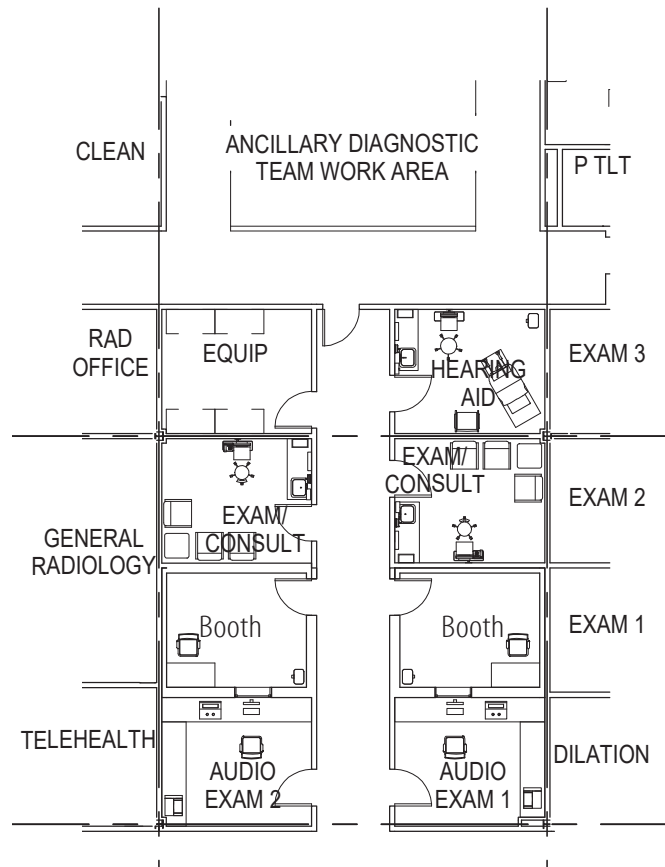 CLEAN
ANCILLARY DIAGNOSTIC
TEAM WORK AREA
P TLT
RAD
OFFICE
EQUIP
HEARING
AID
EXAM 3
GENERAL
RADIOLOGY
EXAM/
CONSULT
EXAM/
CONSULT
EXAM 2
Booth
Booth
EXAM 1
TELEHEALTH
AUDIO
EXAM 2
AUDIO
EXAM 1
DILATION